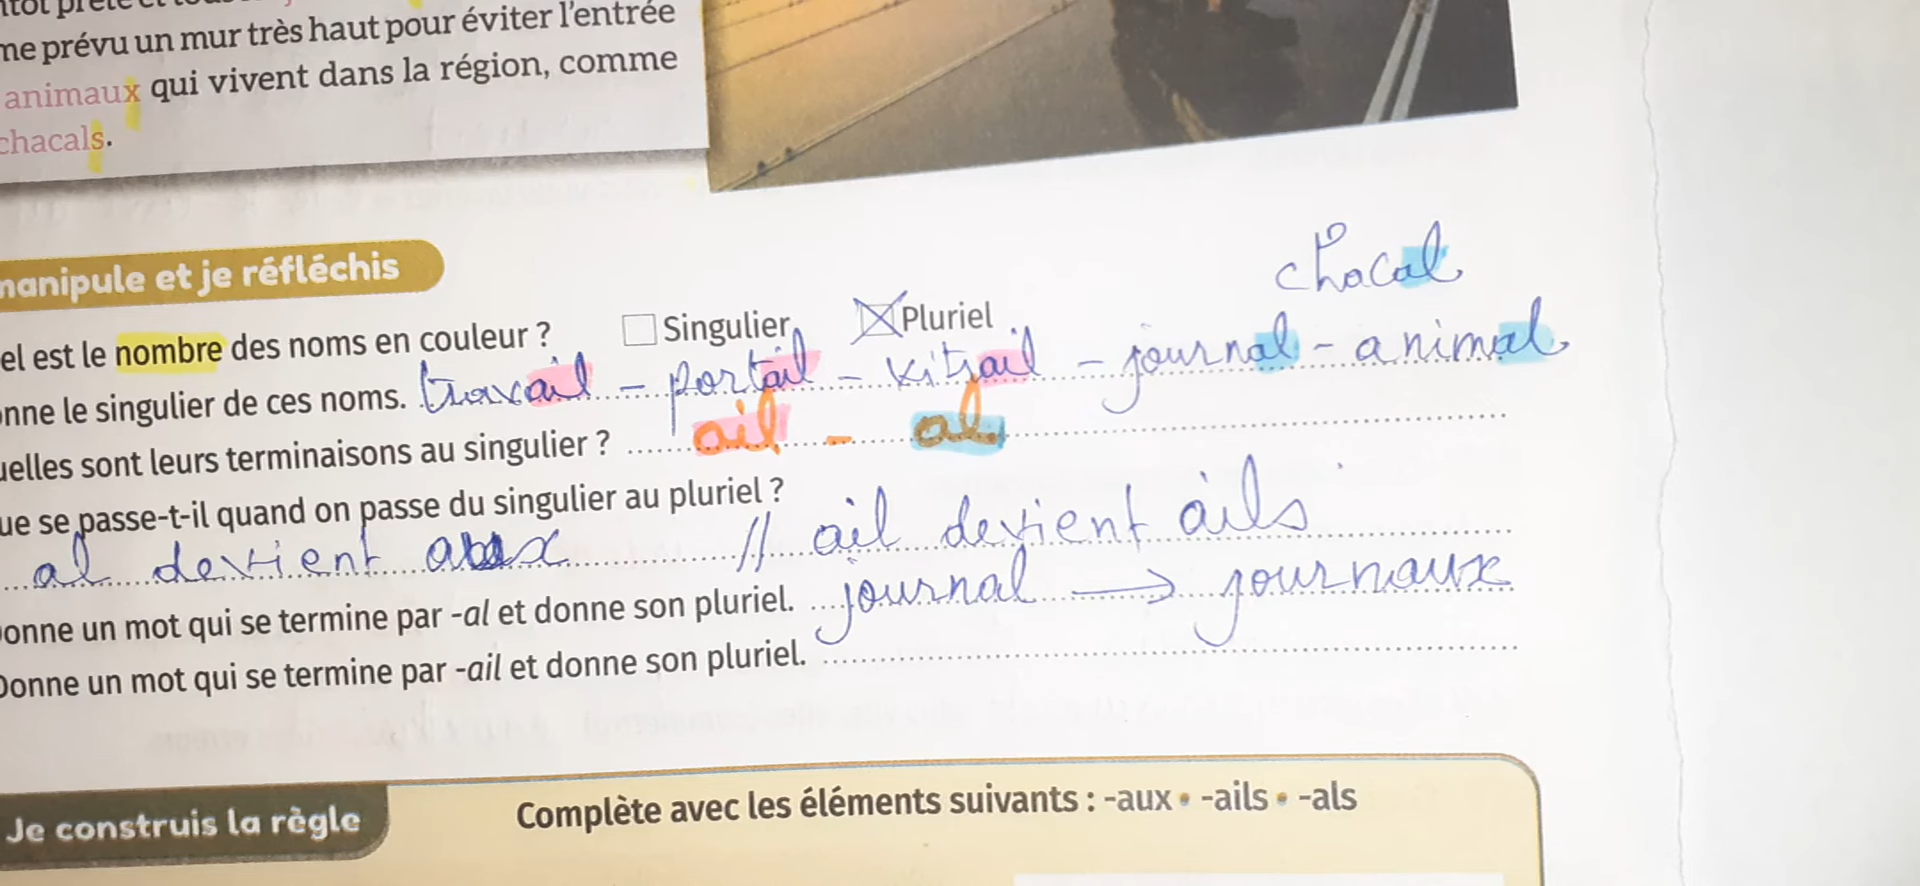 me prévu un mur très haut pour éviter l'entrée
animaux qui vivent dans la région, comme
chacals.
manipule et je réfléchis
chacal
el est le nombre des noms en couleur ? Singulier Pluriel
onne le singulier de ces noms. travail - portail - - journal - animal
uelles sont leurs terminaisons au singulier ? ail - al
ue se passe-t-il quand on passe du singulier au pluriel ?
al devient aux // ail devient ails
onne un mot qui se termine par -al et donne son pluriel. journal → journaux
Donne un mot qui se termine par -ail et donne son pluriel.
Je construis la règle
Complète avec les éléments suivants : -aux • -ails • -als